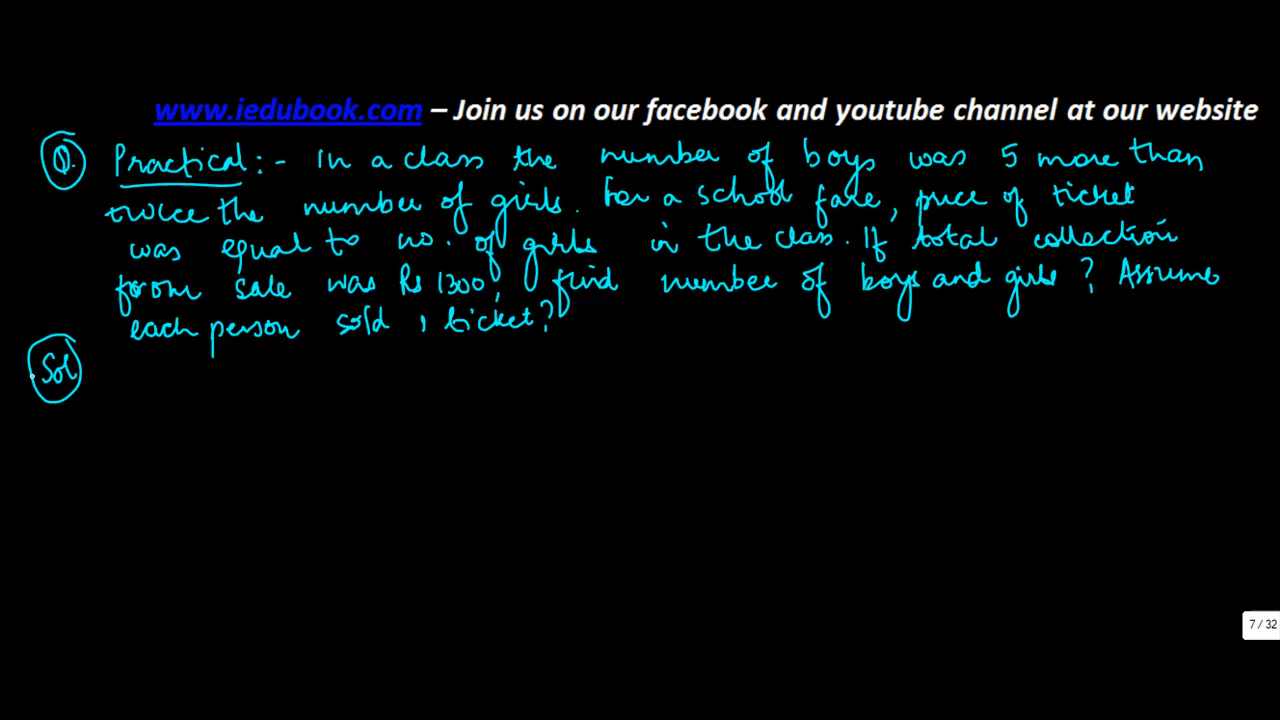 www.iedubook.com – Join us on our facebook and youtube channel at our website
Q. Practical :- In a class the number of boys was 5 more than
twice the number of girls. For a school fare, price of ticket
was equal to no. of girls in the class. If total collection
from sale was Rs 1300, find number of boys and girls ? Assume
each person sold 1 ticket?
Sol
7 / 32